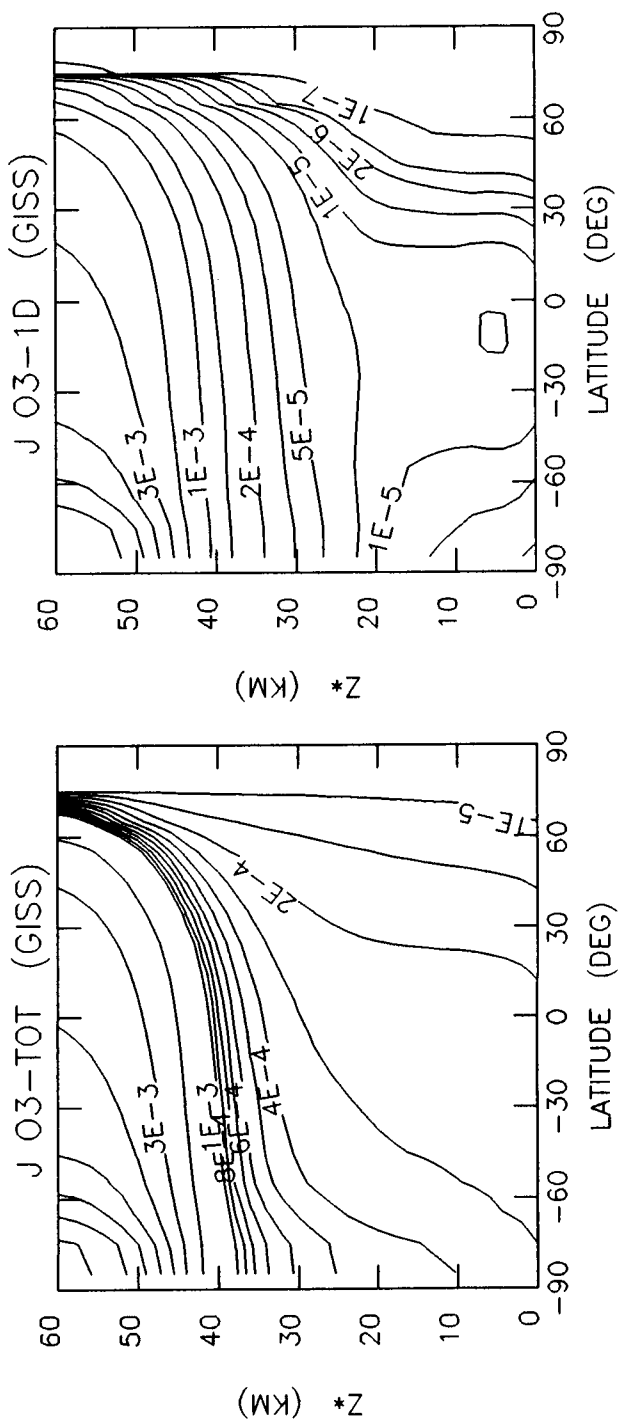 J O3-TOT (GISS)
60
50
40
30
20
10
0
Z* (KM)
3E-3
1E-3
8E-4
6E-4
4E-4
2E-4
1E-5
-90
-60
-30
0
30
60
90
LATITUDE (DEG)
J O3-1D (GISS)
60
50
40
30
20
10
0
Z* (KM)
3E-3
1E-3
2E-4
5E-5
1E-5
1E-5
2E-6
1E-7
-90
-60
-30
0
30
60
90
LATITUDE (DEG)